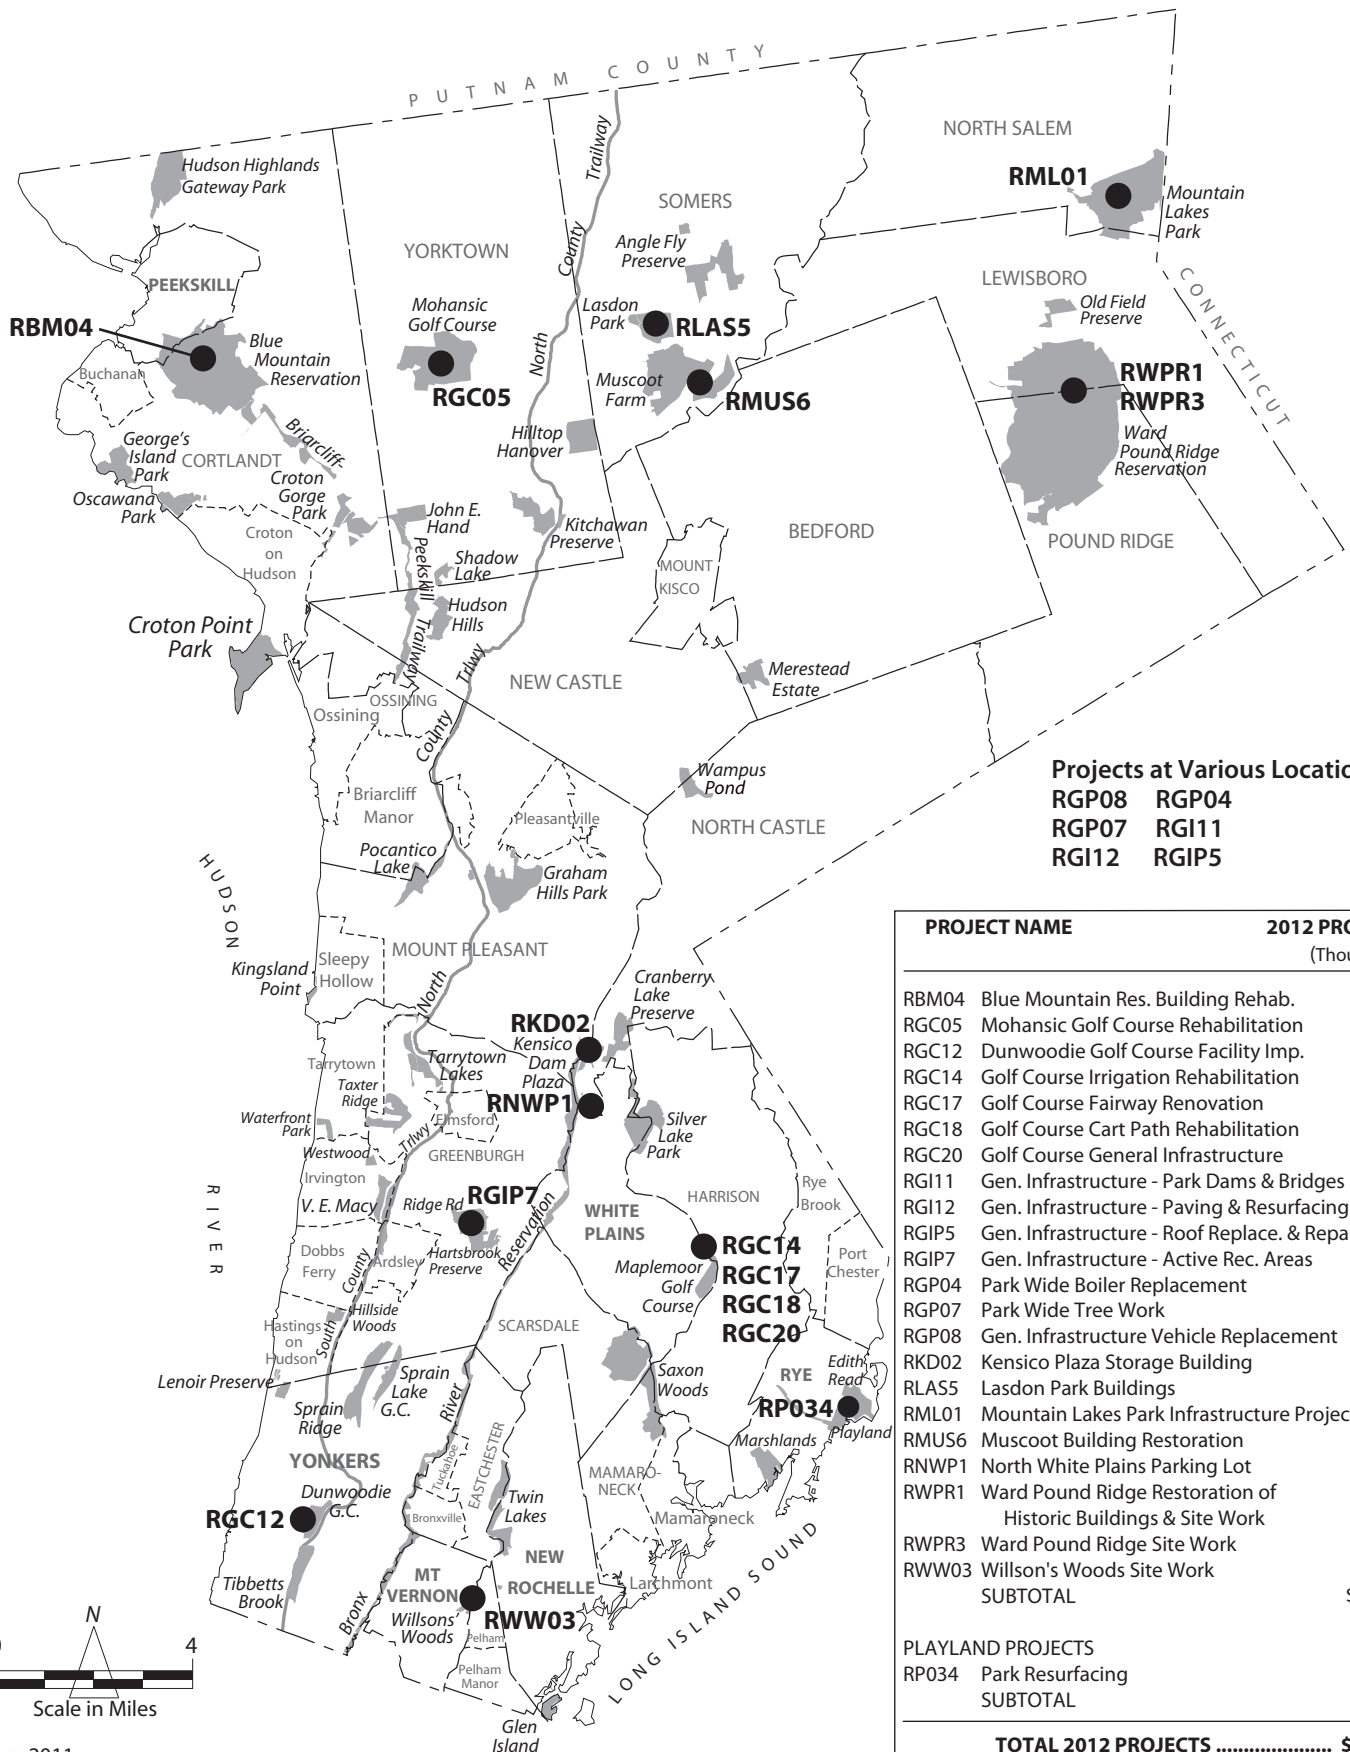 PUTNAM COUNTY
NORTH SALEM
RML01
Mountain
Lakes
Park
Hudson Highlands
Gateway Park
Trailway
County
North
SOMERS
Angle Fly
Preserve
YORKTOWN
PEEKSKILL
LEWISBORO
CONNECTICUT
Old Field
Preserve
Mohansic
Golf Course
RGC05
Lasdon
Park
RLAS5
RBM04
Blue
Mountain
Reservation
Buchanan
Muscoot
Farm
RMUS6
RWPR1
RWPR3
Ward
Pound Ridge
Reservation
Hilltop
Hanover
Briarcliff-
George's
Island
Park
CORTLANDT
Oscawana
Park
Croton
Gorge
Park
John E.
Hand
Peekskill
Trailway
Kitchawan
Preserve
BEDFORD
POUND RIDGE
Croton
on
Hudson
Shadow
Lake
MOUNT
KISCO
Hudson
Hills
Croton Point
Park
Trlwy
County
NEW CASTLE
Merestead
Estate
OSSINING
Ossining
Projects at Various Locatio
RGP08 RGP04
RGP07 RGI11
RGI12 RGIP5
Wampus
Pond
Briarcliff
Manor
Pleasantville
NORTH CASTLE
Pocantico
Lake
Graham
Hills Park
HUDSON
MOUNT PLEASANT
Sleepy
Hollow
Kingsland
Point
North
Cranberry
Lake
Preserve
RKD02
Kensico
Dam
Plaza
Tarrytown
Tarrytown
Lakes
Taxter
Ridge
RNWP1
Elmsford
Waterfront
Park
Trlwy
Silver
Lake
Park
Westwood
GREENBURGH
Irvington
RIVER
V. E. Macy
Ridge Rd
RGIP7
Reservation
WHITE
PLAINS
HARRISON
Rye
Brook
Dobbs
Ferry
County
Ardsley
Hartsbrook
Preserve
RGC14
RGC17
RGC18
RGC20
Maplemoor
Golf
Course
Port
Chester
Hillside
Woods
Hastings
on
Hudson
South
SCARSDALE
Lenoir Preserve
Sprain
Lake
G.C.
Saxon
Woods
RYE
Edith
Read
RP034
Playland
Sprain
Ridge
River
Marshlands
YONKERS
Tuckahoe
EASTCHESTER
MAMARO-
NECK
Dunwoodie
G.C.
RGC12
Bronxville
Twin
Lakes
Mamaroneck
Tibbetts
Brook
MT
VERNON
NEW
ROCHELLE
Larchmont
Willsons'
Woods
RWW03
Bronx
Pelham
Pelham
Manor
LONG ISLAND SOUND
Glen
Island
N
4
Scale in Miles
2011
PROJECT NAME 2012 PRO
(Thou
RBM04 Blue Mountain Res. Building Rehab.
RGC05 Mohansic Golf Course Rehabilitation
RGC12 Dunwoodie Golf Course Facility Imp.
RGC14 Golf Course Irrigation Rehabilitation
RGC17 Golf Course Fairway Renovation
RGC18 Golf Course Cart Path Rehabilitation
RGC20 Golf Course General Infrastructure
RGI11 Gen. Infrastructure - Park Dams & Bridges
RGI12 Gen. Infrastructure - Paving & Resurfacing
RGIP5 Gen. Infrastructure - Roof Replace. & Repa
RGIP7 Gen. Infrastructure - Active Rec. Areas
RGP04 Park Wide Boiler Replacement
RGP07 Park Wide Tree Work
RGP08 Gen. Infrastructure Vehicle Replacement
RKD02 Kensico Plaza Storage Building
RLAS5 Lasdon Park Buildings
RML01 Mountain Lakes Park Infrastructure Projec
RMUS6 Muscoot Building Restoration
RNWP1 North White Plains Parking Lot
RWPR1 Ward Pound Ridge Restoration of
Historic Buildings & Site Work
RWPR3 Ward Pound Ridge Site Work
RWW03 Willson's Woods Site Work
SUBTOTAL
PLAYLAND PROJECTS
RP034 Park Resurfacing
SUBTOTAL
TOTAL 2012 PROJECTS ..................... $